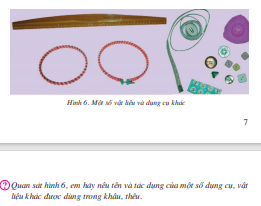 Hình 6. Một số vật liệu và dụng cụ khác
7
Quan sát hình 6, em hãy nêu tên và tác dụng của một số dụng cụ, vật
liệu khác được dùng trong khâu, thêu.